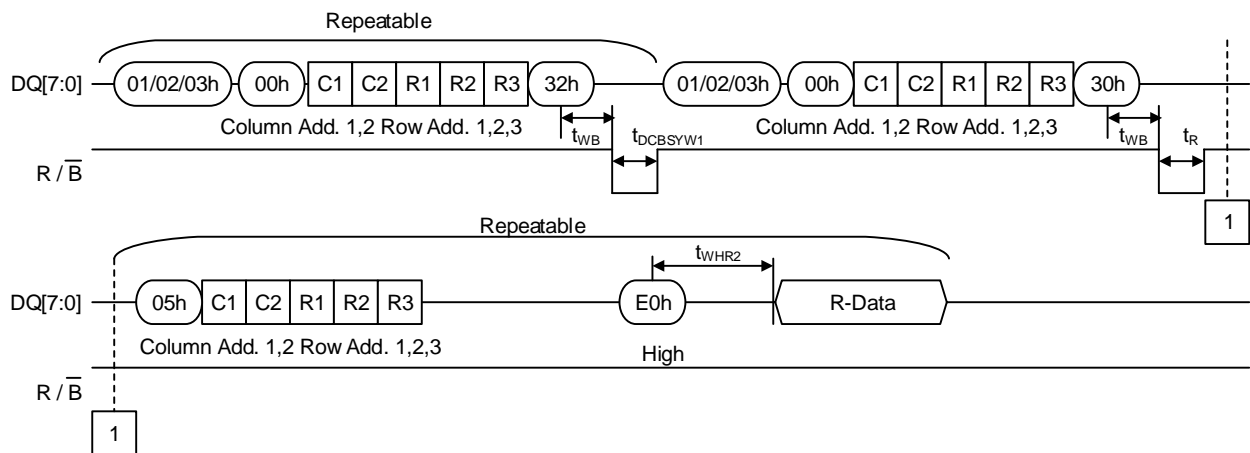 Repeatable
DQ[7:0] 01/02/03h 00h C1 C2 R1 R2 R3 32h 01/02/03h 00h C1 C2 R1 R2 R3 30h
Column Add. 1,2 Row Add. 1,2,3 tWB tDCBSYW1 Column Add. 1,2 Row Add. 1,2,3 tWB tR
R / B
1
Repeatable
tWHR2
DQ[7:0] 05h C1 C2 R1 R2 R3 E0h R-Data
Column Add. 1,2 Row Add. 1,2,3 High
R / B
1